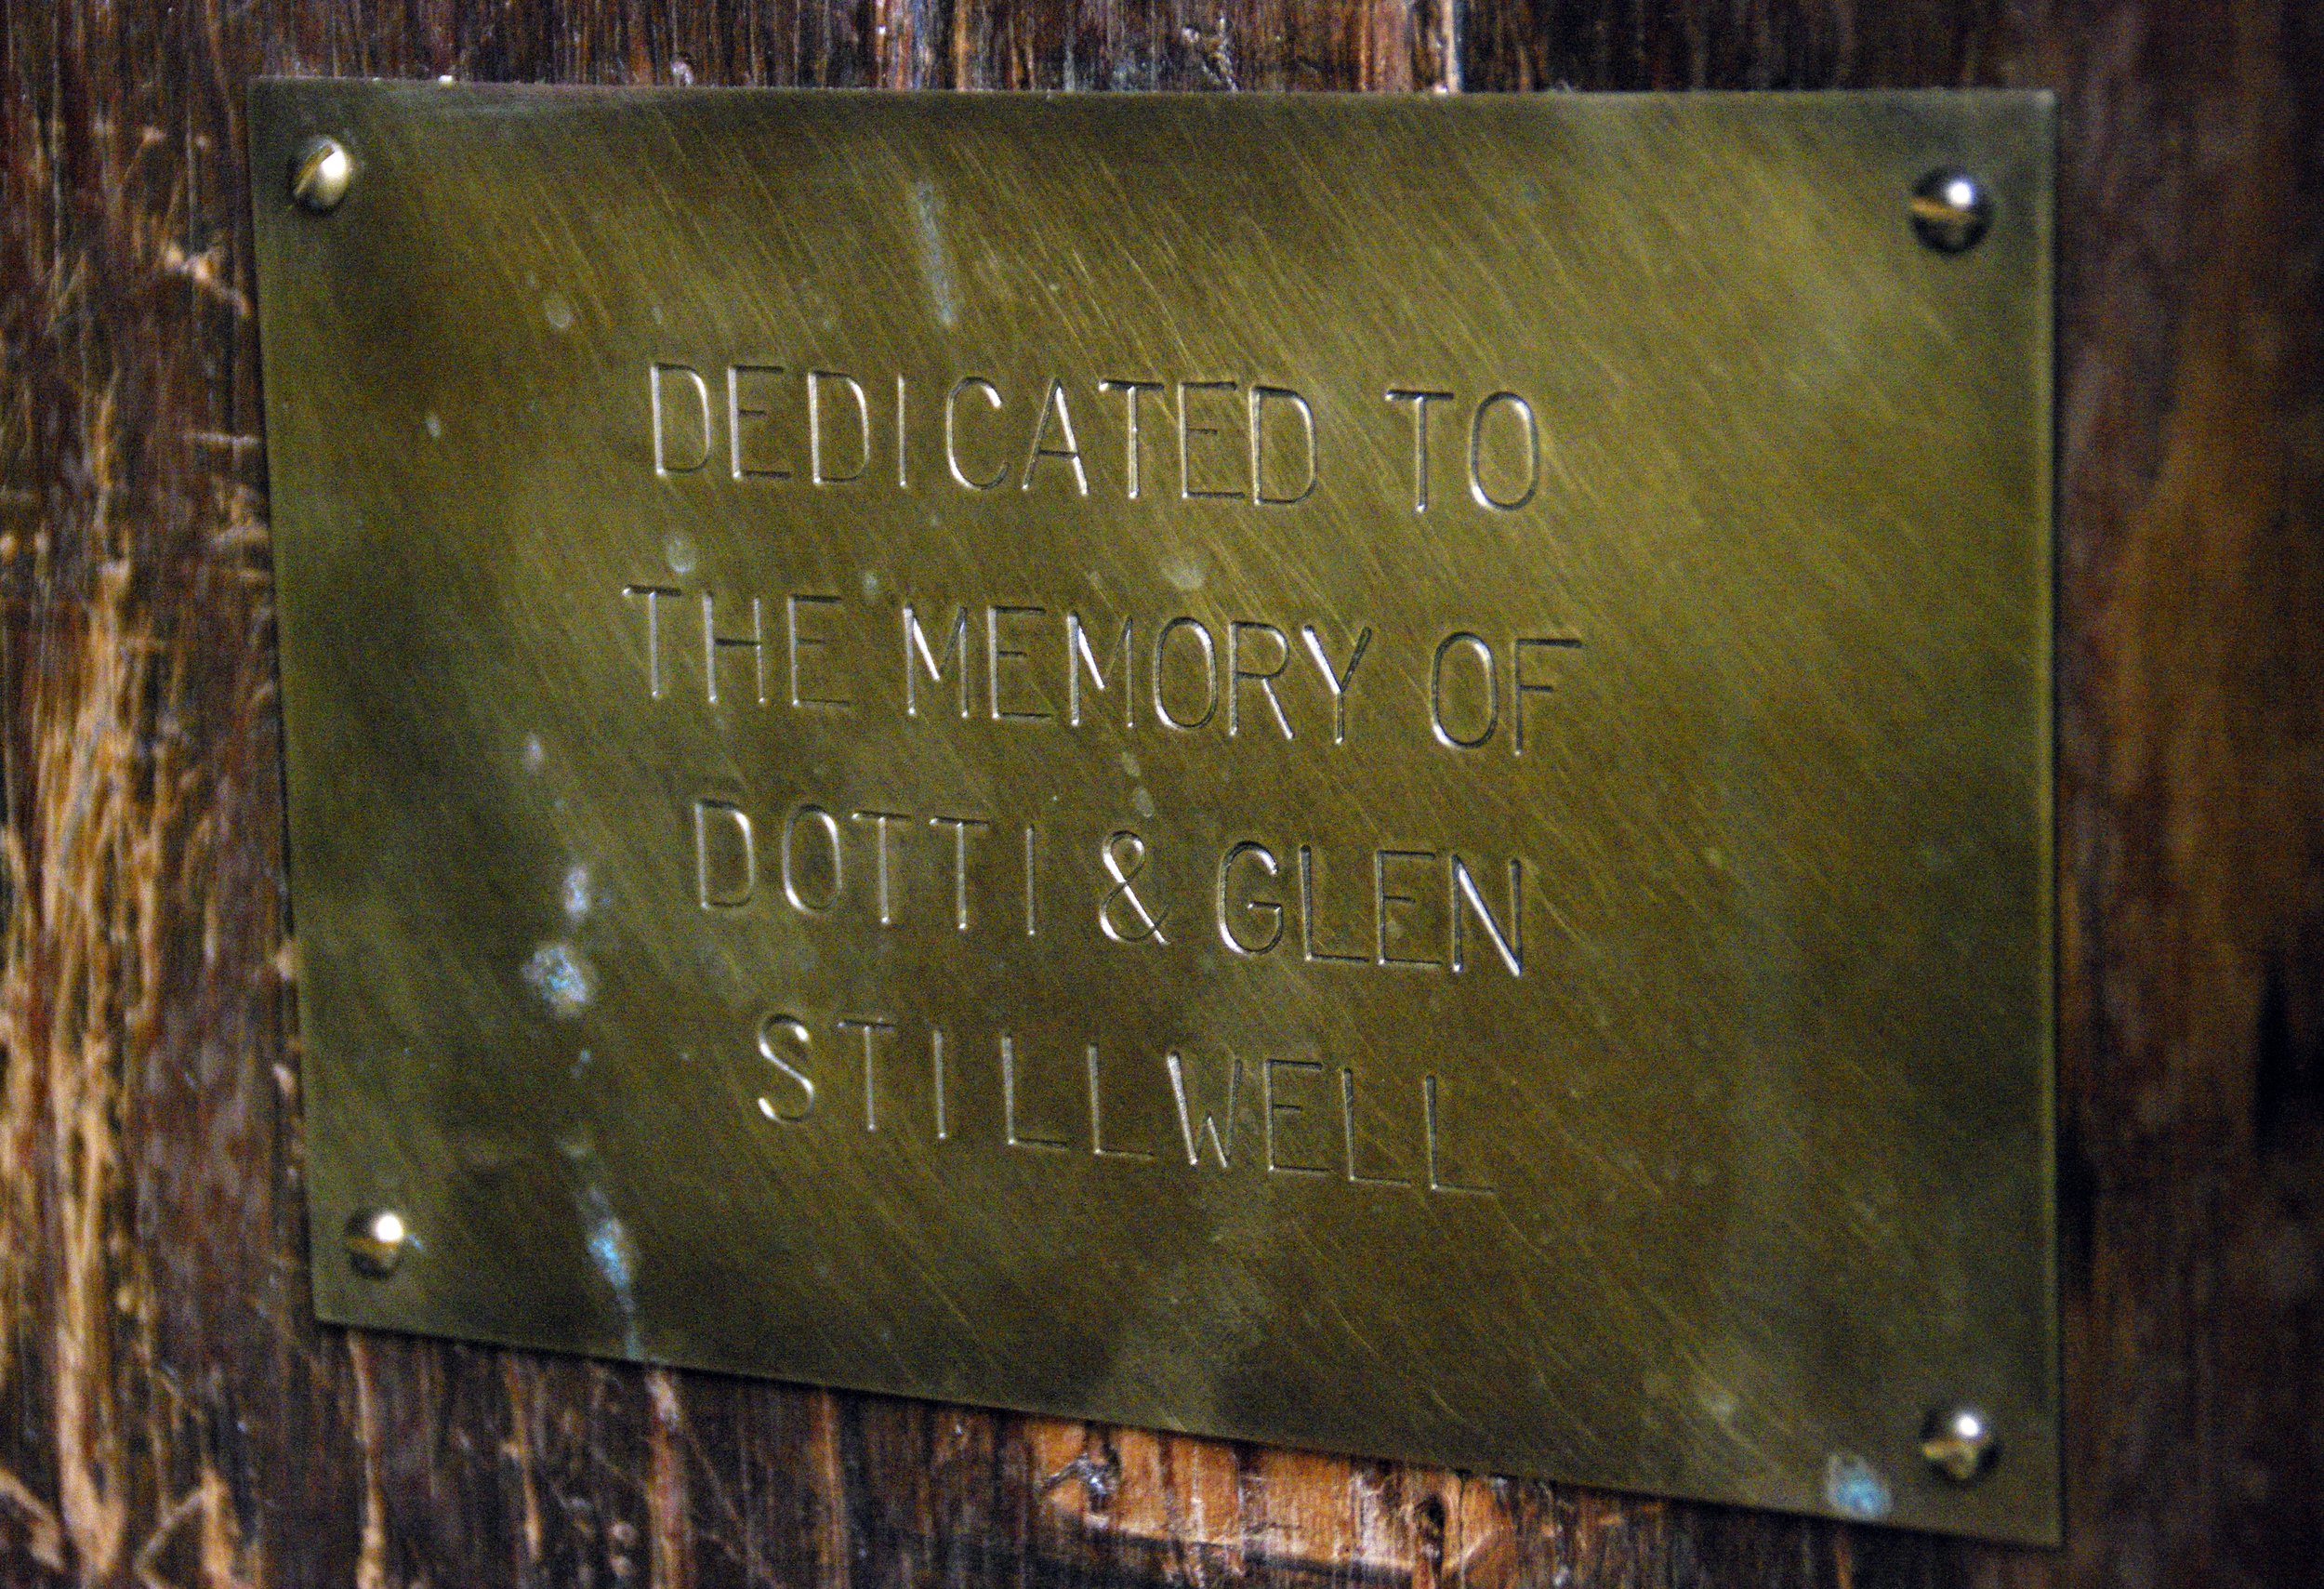 DEDICATED TO
THE MEMORY OF
DOTTI & GLEN
STILLWELL